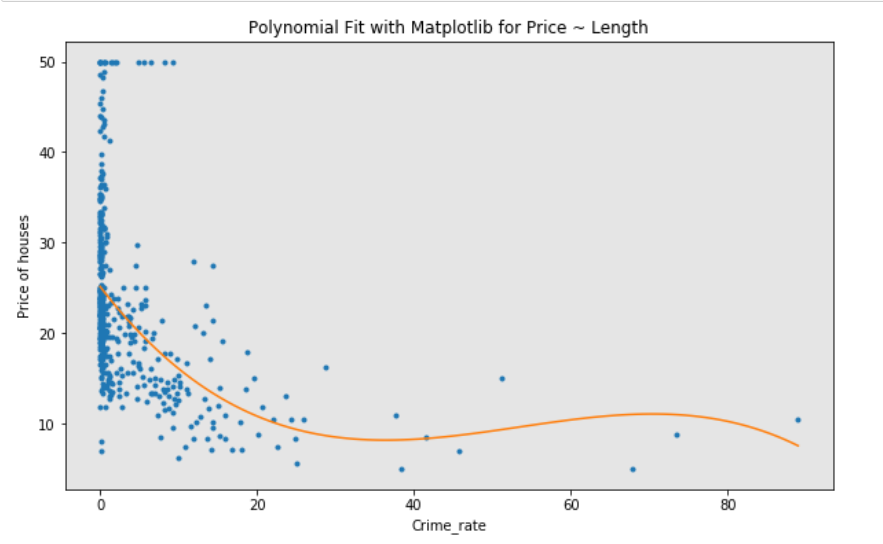 Polynomial Fit with Matplotlib for Price ~ Length
50
40
30
20
10
Price of houses
0 20 40 60 80
Crime_rate